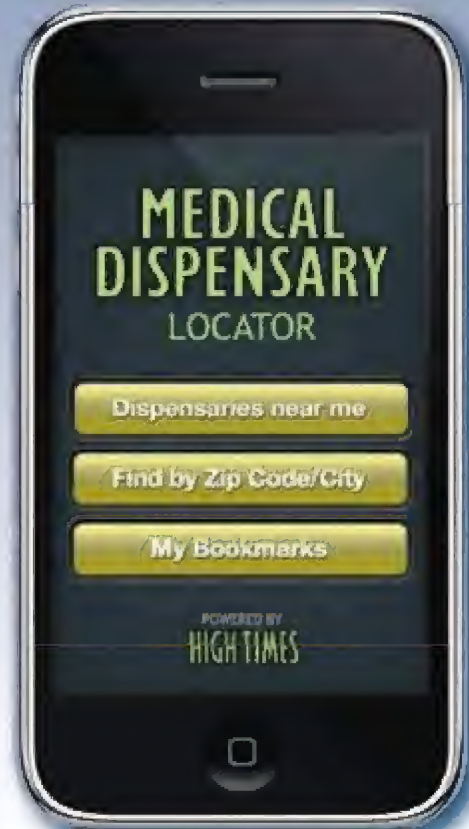 MEDICAL
DISPENSARY
LOCATOR
Dispensaries near me
Find by Zip Code/City
My Bookmarks
POWERED BY
HIGH TIMES